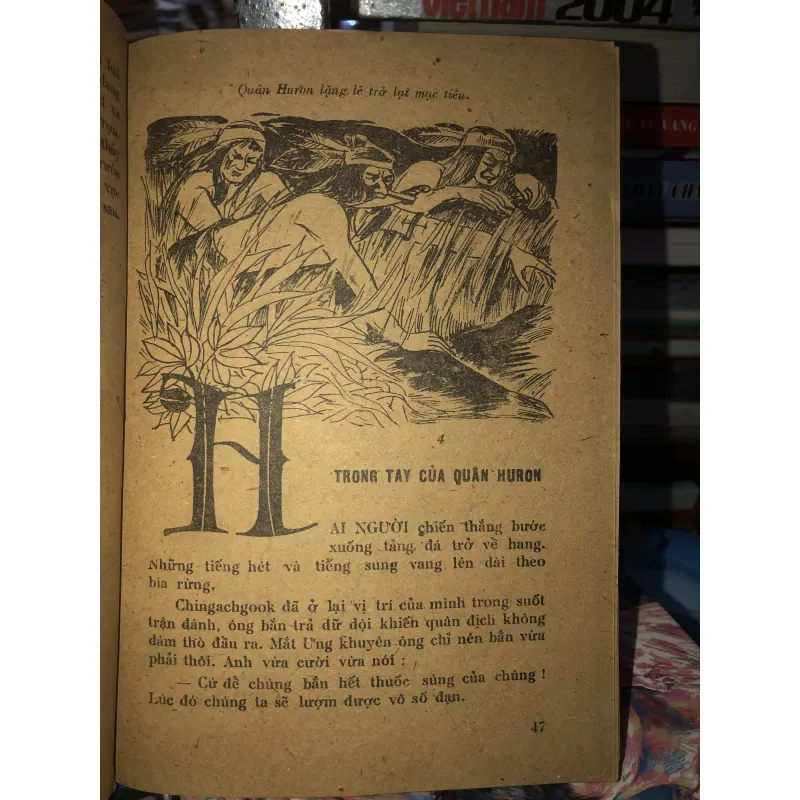 Vietnam 2004
VANG
Quân Huron lặng lẽ trở lại mục tiêu.
4
TRONG TAY CỦA QUÂN HURON
HAI NGƯỜI chiến thắng bước
xuống tảng đá trở về hang.
Những tiếng hét và tiếng súng vang lên dài theo
bìa rừng.
Chingachgook đã ở lại vị trí của mình trong suốt
trận đánh, ông bắn trả dữ dội khiến quân địch không
dám thò đầu ra. Mắt Ưng khuyên ông chỉ nên bắn vừa
phải thôi. Anh vừa cười vừa nói :
— Cứ để chúng bắn hết thuốc súng của chúng !
Lúc đó chúng ta sẽ lượm được vô số đạn.
47